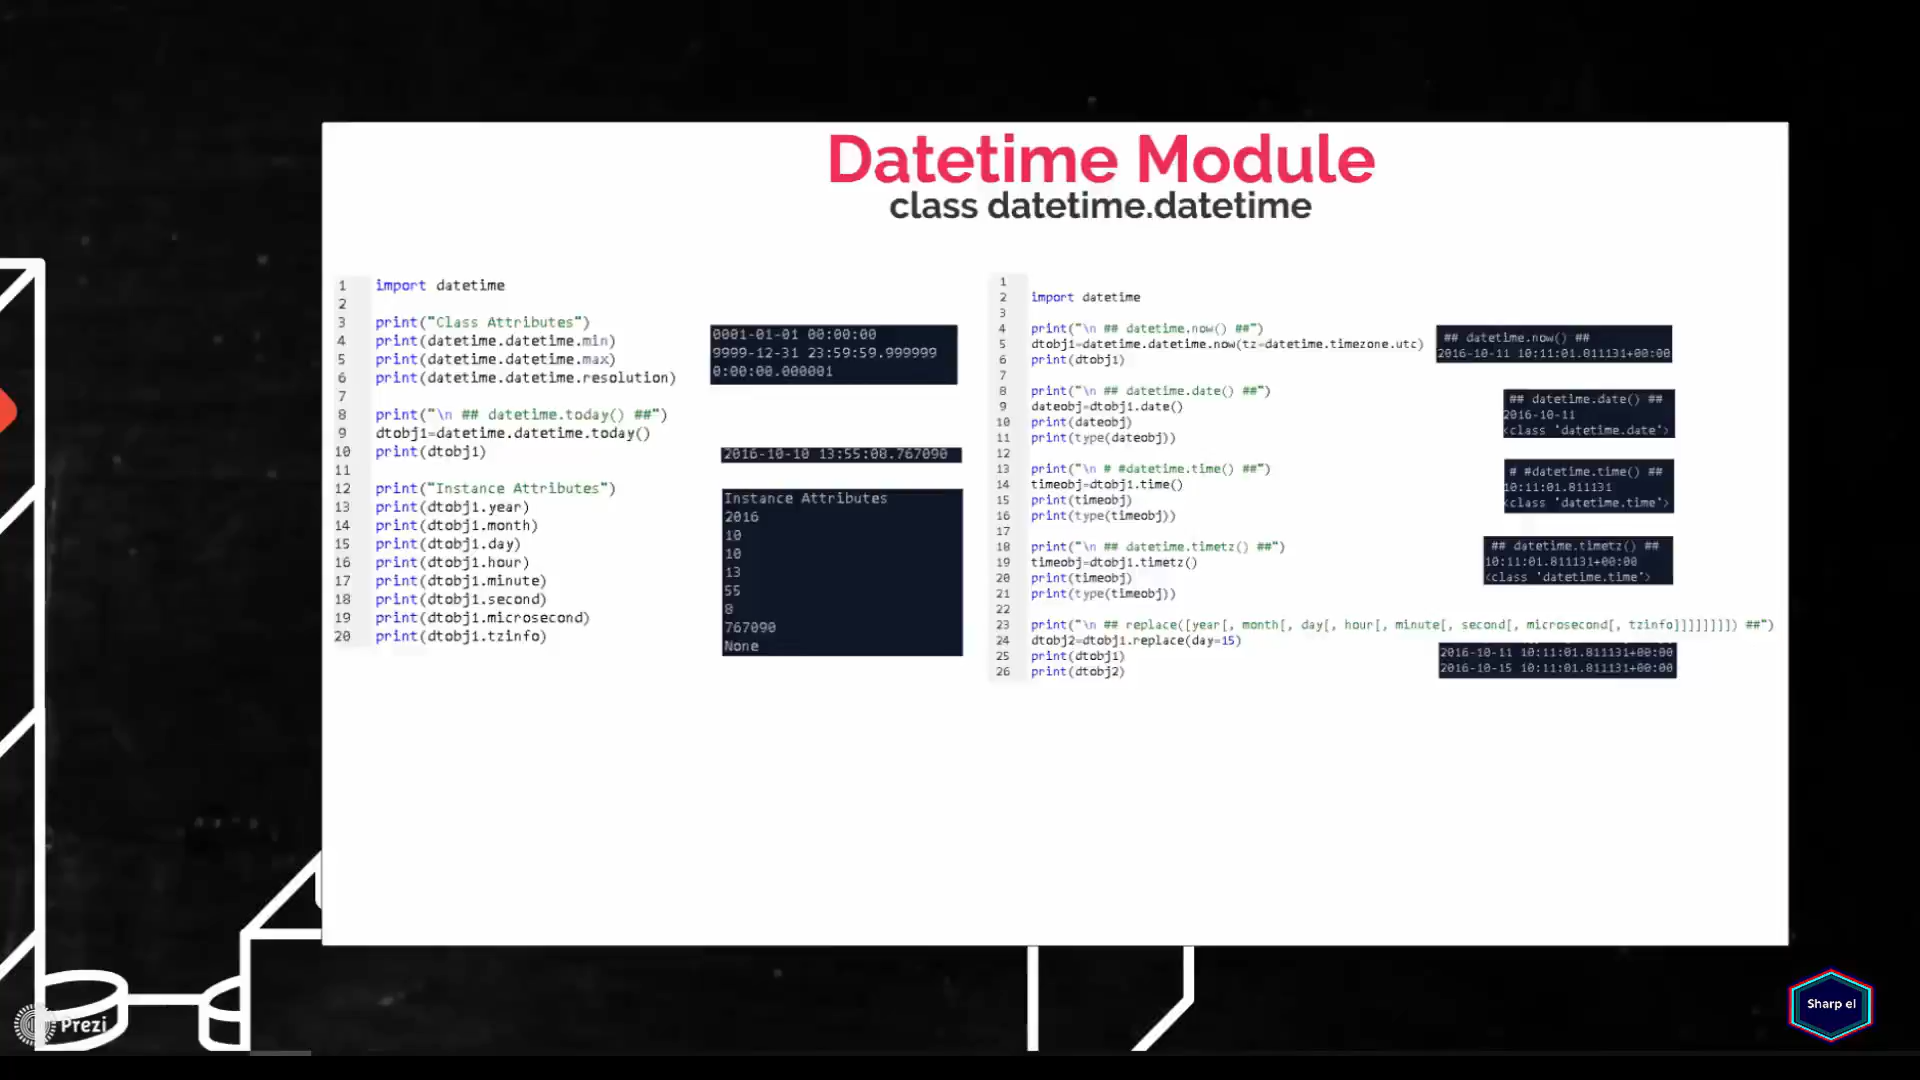 Datetime Module
class datetime.datetime
1 import datetime
2
3 print("Class Attributes")
4 print(datetime.datetime.min)
5 print(datetime.datetime.max)
6 print(datetime.datetime.resolution)
7
8 print("\n ## datetime.today() ##")
9 dtobj1=datetime.datetime.today()
10 print(dtobj1)
11
12 print("Instance Attributes")
13 print(dtobj1.year)
14 print(dtobj1.month)
15 print(dtobj1.day)
16 print(dtobj1.hour)
17 print(dtobj1.minute)
18 print(dtobj1.second)
19 print(dtobj1.microsecond)
20 print(dtobj1.tzinfo)
0001-01-01 00:00:00
9999-12-31 23:59:59.999999
0:00:00.000001
2016-10-10 13:55:08.767090
Instance Attributes
2016
10
10
13
55
8
767090
None
1
2 import datetime
3
4 print("\n ## datetime.now() ##")
5 dtobj1=datetime.datetime.now(tz=datetime.timezone.utc)
6 print(dtobj1)
7
8 print("\n ## datetime.date() ##")
9 dateobj=dtobj1.date()
10 print(dateobj)
11 print(type(dateobj))
12
13 print("\n # #datetime.time() ##")
14 timeobj=dtobj1.time()
15 print(timeobj)
16 print(type(timeobj))
17
18 print("\n ## datetime.timetz() ##")
19 timeobj=dtobj1.timetz()
20 print(timeobj)
21 print(type(timeobj))
22
23 print("\n ## replace([year[, month[, day[, hour[, minute[, second[, microsecond[, tzinfo]]]]]]]]) ##")
24 dtobj2=dtobj1.replace(day=15)
25 print(dtobj1)
26 print(dtobj2)
## datetime.now() ##
2016-10-11 10:11:01.811131+00:00
## datetime.date() ##
2016-10-11
<class 'datetime.date'>
# #datetime.time() ##
10:11:01.811131
<class 'datetime.time'>
## datetime.timetz() ##
10:11:01.811131+00:00
<class 'datetime.time'>
2016-10-11 10:11:01.811131+00:00
2016-10-15 10:11:01.811131+00:00
Prezi
Sharp el